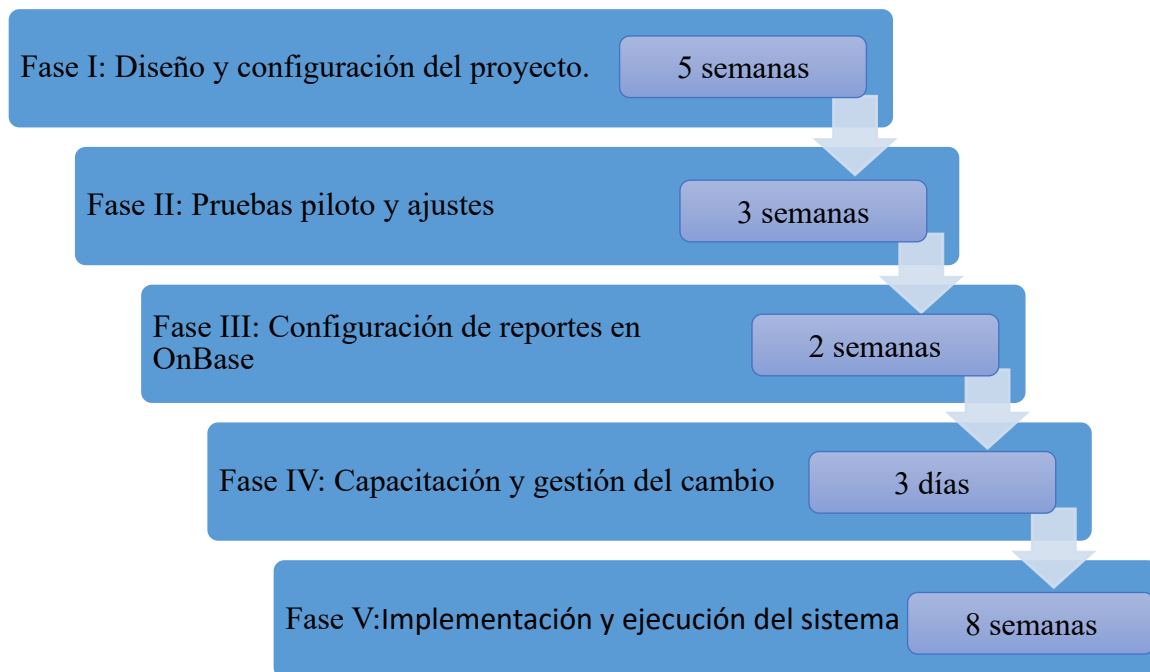 Fase I: Diseño y configuración del proyecto.
5 semanas
Fase II: Pruebas piloto y ajustes
3 semanas
Fase III: Configuración de reportes en
OnBase
2 semanas
Fase IV: Capacitación y gestión del cambio
3 días
Fase V:Implementación y ejecución del sistema
8 semanas